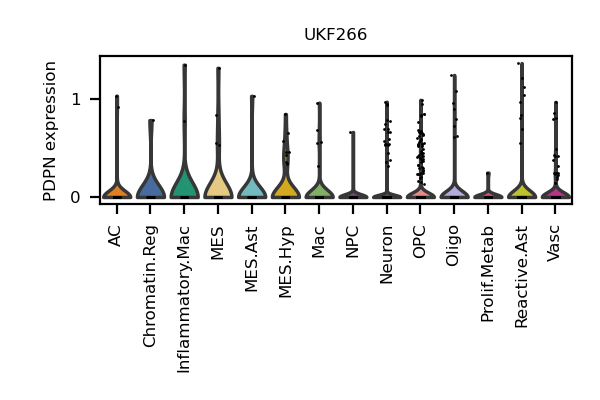 UKF266
PDPN expression
1
0
AC
Chromatin.Reg
Inflammatory.Mac
MES
MES.Ast
MES.Hyp
Mac
NPC
Neuron
OPC
Oligo
Prolif.Metab
Reactive.Ast
Vasc